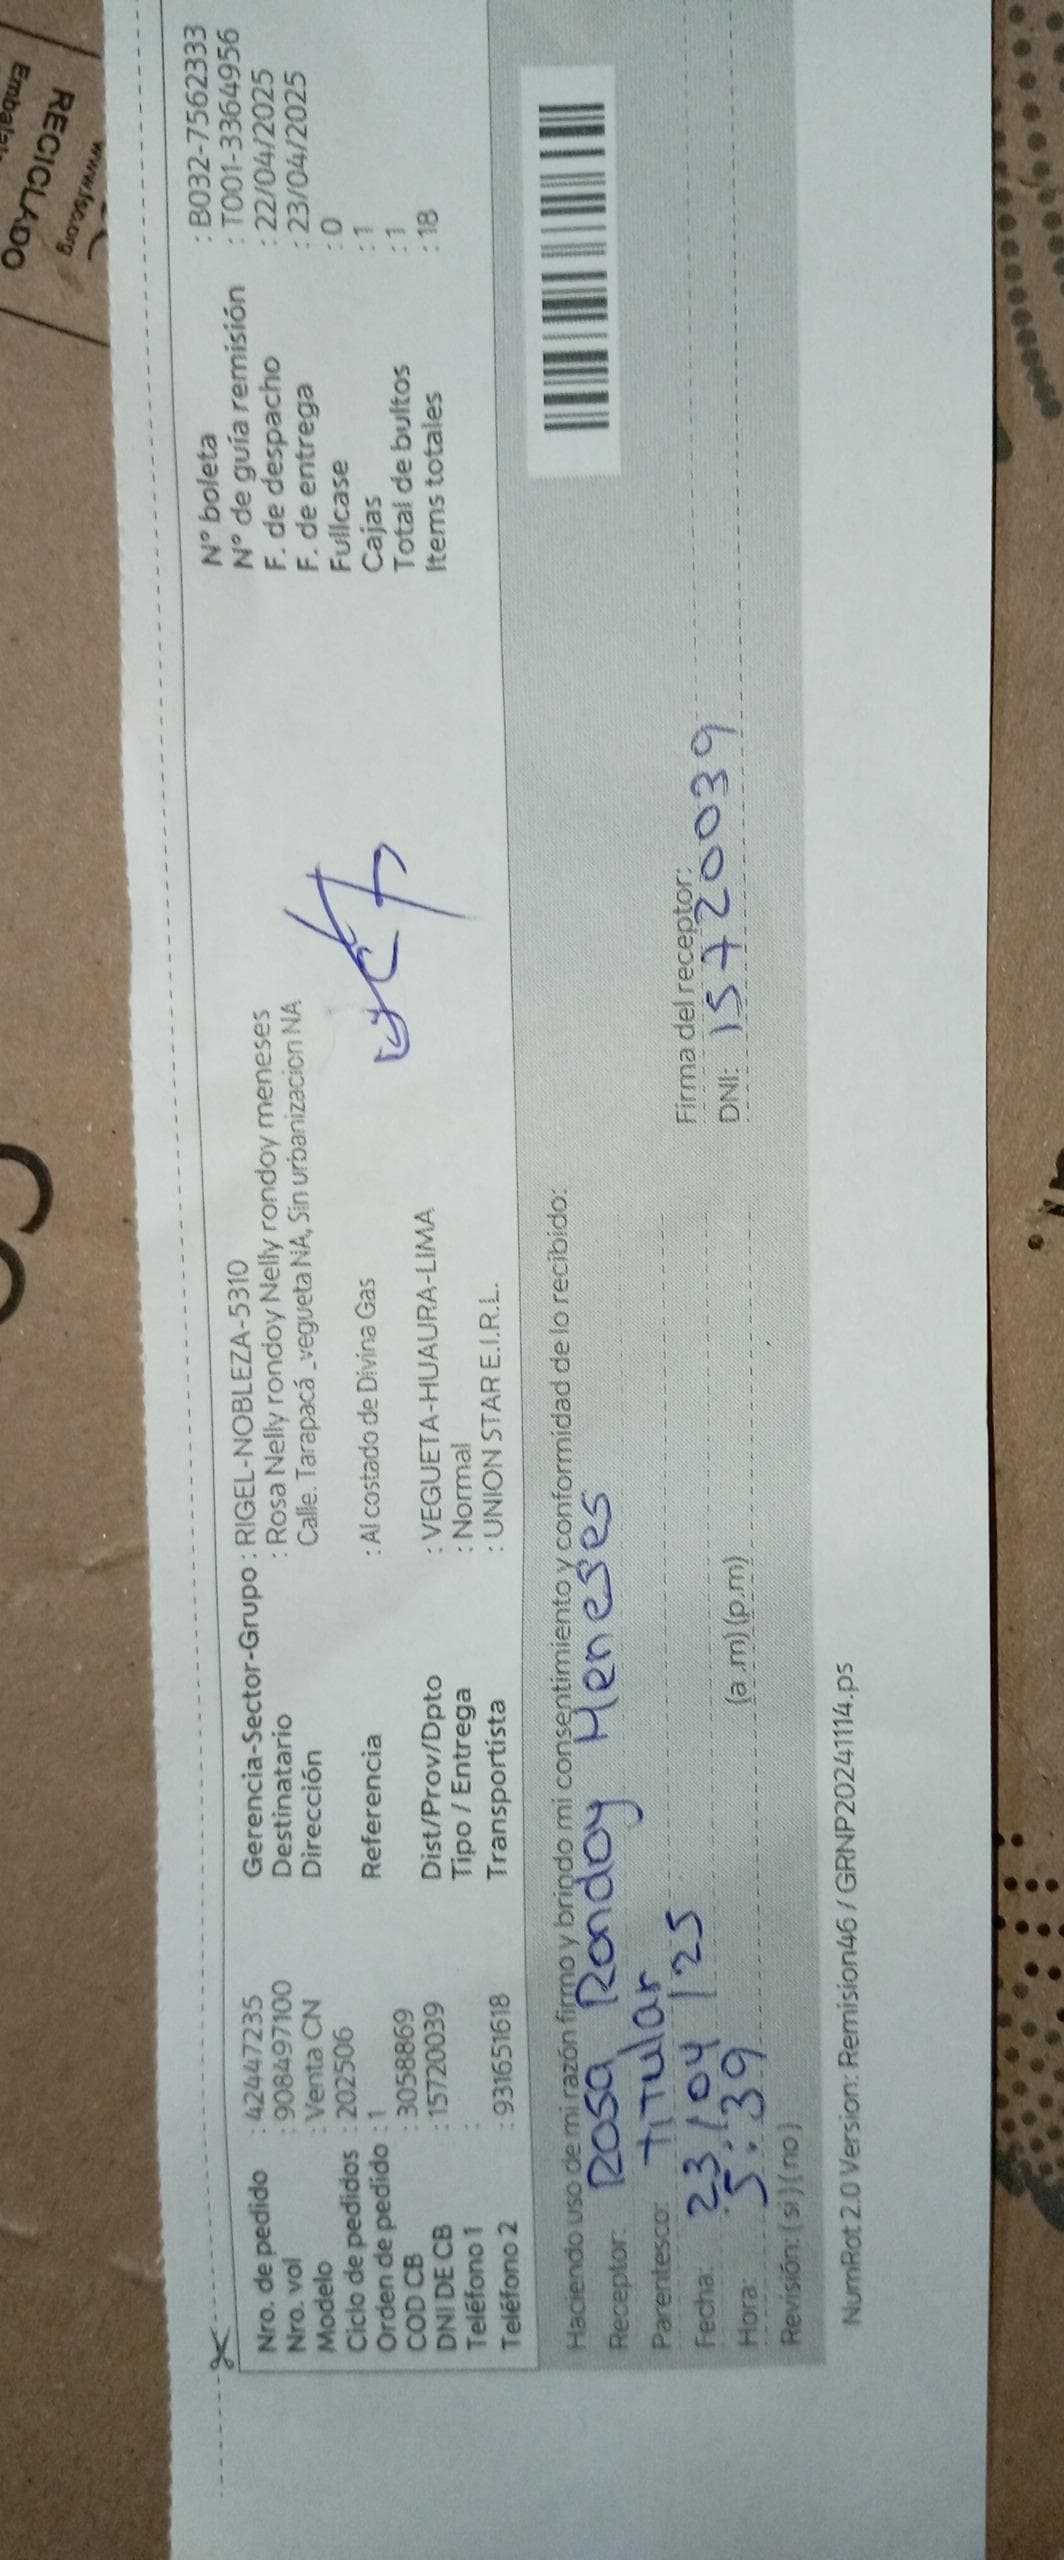 RECICLADO
www.fsc.org
Nro. de pedido : 42447235
Nro. vol : 908497100
Modelo : Venta CN
Ciclo de pedidos : 202506
Orden de pedido : 1
COD CB : 3058869
DNI DE CB : 15720039
Teléfono 1 :
Teléfono 2 : 931651618
Gerencia-Sector-Grupo : RIGEL-NOBLEZA-5310
Destinatario : Rosa Nelly rondoy Nelly rondoy meneses
Dirección Calle. Tarapacá _vegueta NA, Sin urbanizacion NA
Referencia : Al costado de Divina Gas
Dist/Prov/Dpto : VEGUETA-HUAURA-LIMA
Tipo / Entrega : Normal
Transportista : UNION STAR E.I.R.L.
N° boleta : B032-7562333
N° de guía remisión : T001-3364956
F. de despacho : 22/04/2025
F. de entrega : 23/04/2025
Fullcase : 0
Cajas : 1
Total de bultos : 1
Items totales : 18
Haciendo uso de mi razón firmo y brindo mi consentimiento y conformidad de lo recibido:
Receptor: Rosa Rondoy Meneses
Parentesco: Titular
Fecha: 23/04/25
Hora: 5:39 (a.m) (p.m)
Revisión: ( si ) ( no )
Firma del receptor:
DNI: 15720039
NumRot 2.0 Version: Remision46 / GRNP20241114.ps